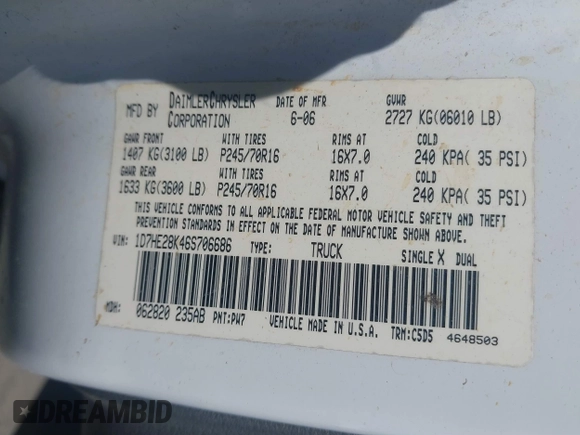 MFD BY DAIMLERCHRYSLER CORPORATION DATE OF MFR 6-06 GVWR 2727 KG(06010 LB)
GAWR FRONT WITH TIRES RIMS AT COLD
1407 KG(3100 LB) P245/70R16 16X7.0 240 KPA( 35 PSI)
GAWR REAR WITH TIRES RIMS AT COLD
1633 KG(3600 LB) P245/70R16 16X7.0 240 KPA( 35 PSI)
THIS VEHICLE CONFORMS TO ALL APPLICABLE FEDERAL MOTOR VEHICLE SAFETY AND THEFT
PREVENTION STANDARDS IN EFFECT ON THE DATE OF MANUFACTURE SHOWN ABOVE.
VIN: 1D7HE28K46S706686 TYPE: TRUCK SINGLE X DUAL
MDH: 062820 235AB PNT:PW7 VEHICLE MADE IN U.S.A. TRM:C5D5 4648503
DREAMBID